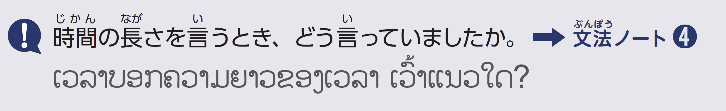 ! 時間の長さを言うとき、どう言っていましたか。 ➡ 文法ノート 4
ເວລາບອກຄວາມຍາວຂອງເວລາ ເວົ້າແນວໃດ?